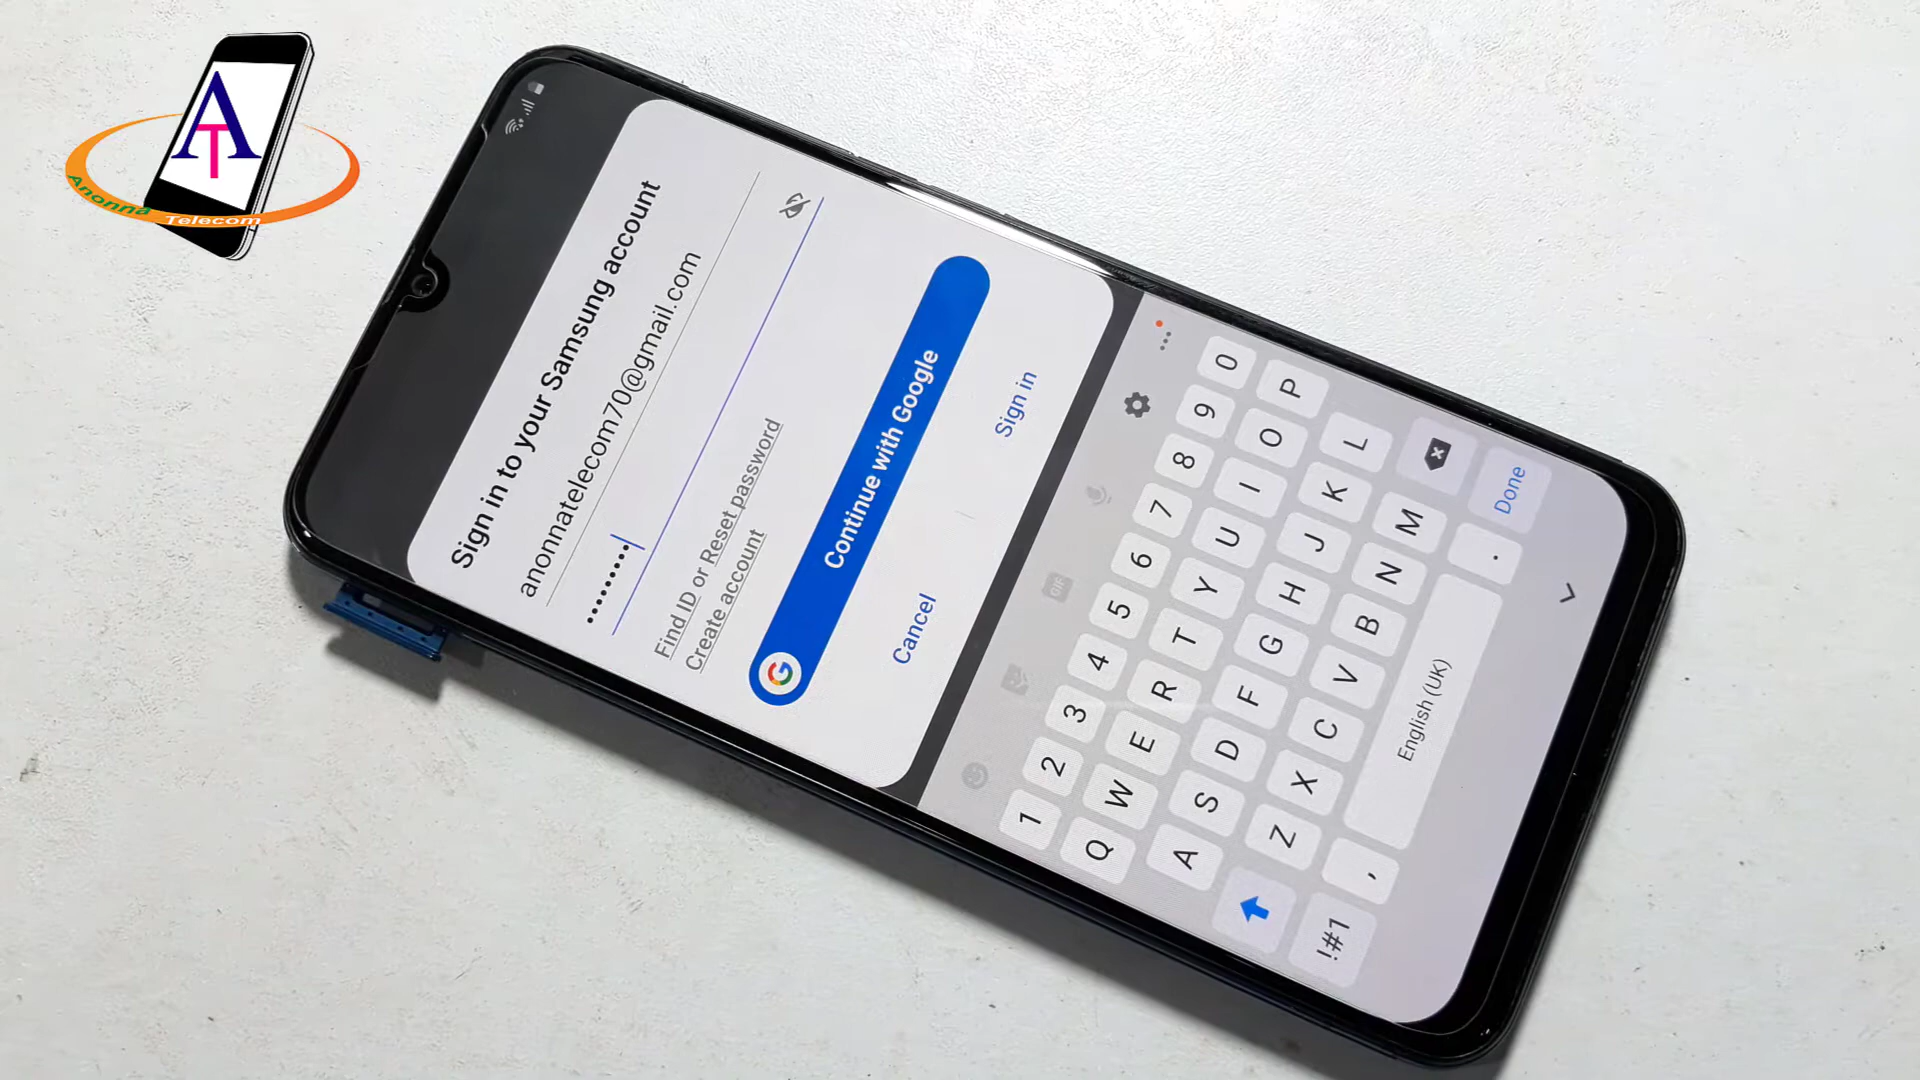 AT
Anonna Telecom
Sign in to your Samsung account
anonnatelecom70@gmail.com
••••••••
Find ID or Reset password
Create account
G Continue with Google
Cancel Sign in
GIF
1 2 3 4 5 6 7 8 9 0
Q W E R T Y U I O P
A S D F G H J K L
Z X C V B N M
!#1 , English (UK) . Done